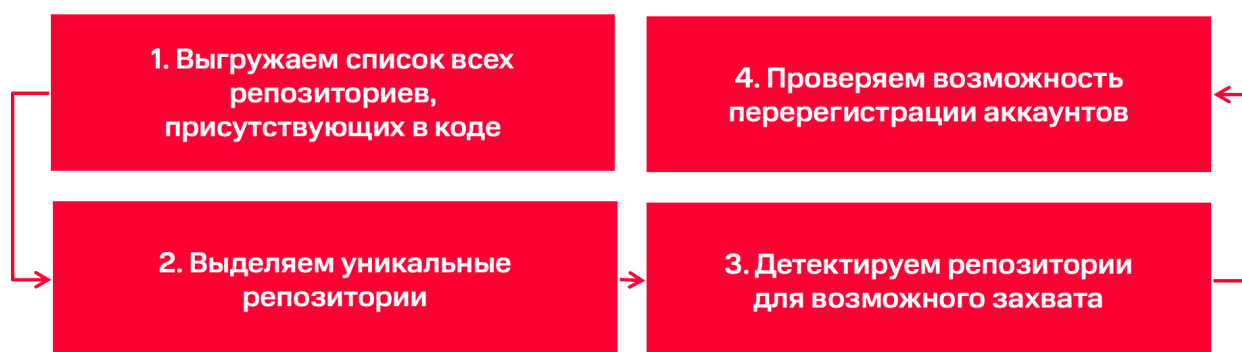 1. Выгружаем список всех
репозиториев,
присутствующих в коде
2. Выделяем уникальные
репозитории
3. Детектируем репозитории
для возможного захвата
4. Проверяем возможность
перерегистрации аккаунтов